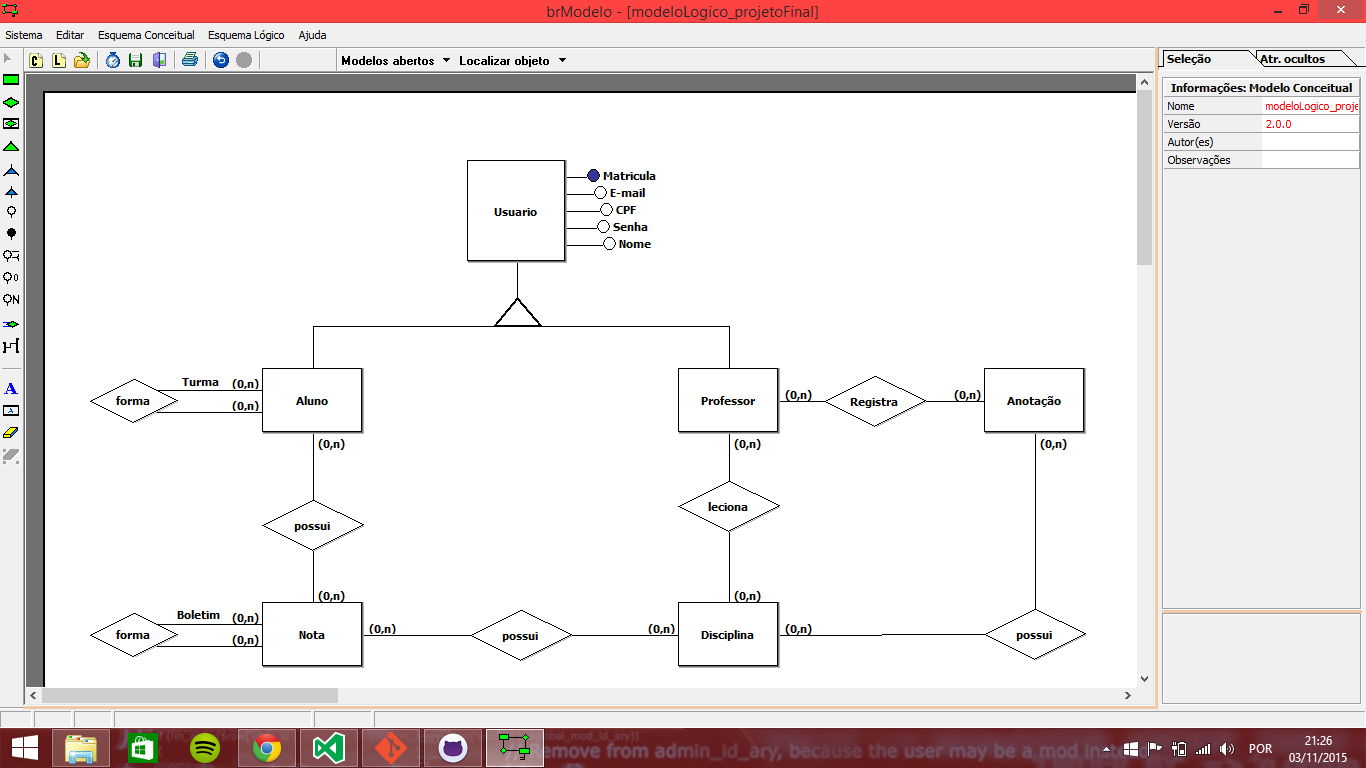 brModelo - [modeloLogico_projetoFinal]
Sistema Editar Esquema Conceitual Esquema Lógico Ajuda
C L Modelos abertos Localizar objeto
Seleção Atr. ocultos
Informações: Modelo Conceitual
Nome modeloLogico_proje
Versão 2.0.0
Autor(es)
Observações
Usuario
Matricula
E-mail
CPF
Senha
Nome
forma
Turma (0,n)
(0,n)
Aluno
(0,n)
Professor
(0,n)
Registra
(0,n)
Anotação
(0,n)
(0,n)
possui
leciona
(0,n)
(0,n)
forma
Boletim (0,n)
(0,n)
Nota
(0,n)
possui
(0,n)
Disciplina
(0,n)
possui
A
A
0
N
Remove from admin_id_ary, because the user may be a mod instead
POR
21:26
03/11/2015